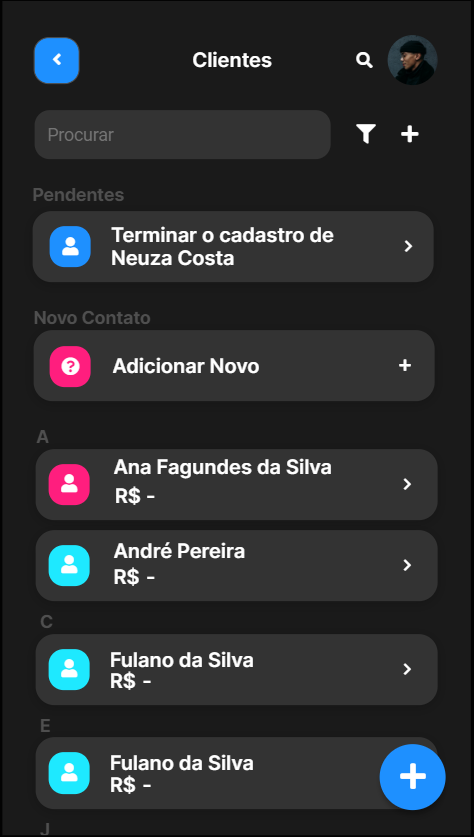 Clientes
Procurar
Pendentes
Terminar o cadastro de
Neuza Costa
Novo Contato
Adicionar Novo
A
Ana Fagundes da Silva
R$ -
André Pereira
R$ -
C
Fulano da Silva
R$ -
E
Fulano da Silva
R$ -
J